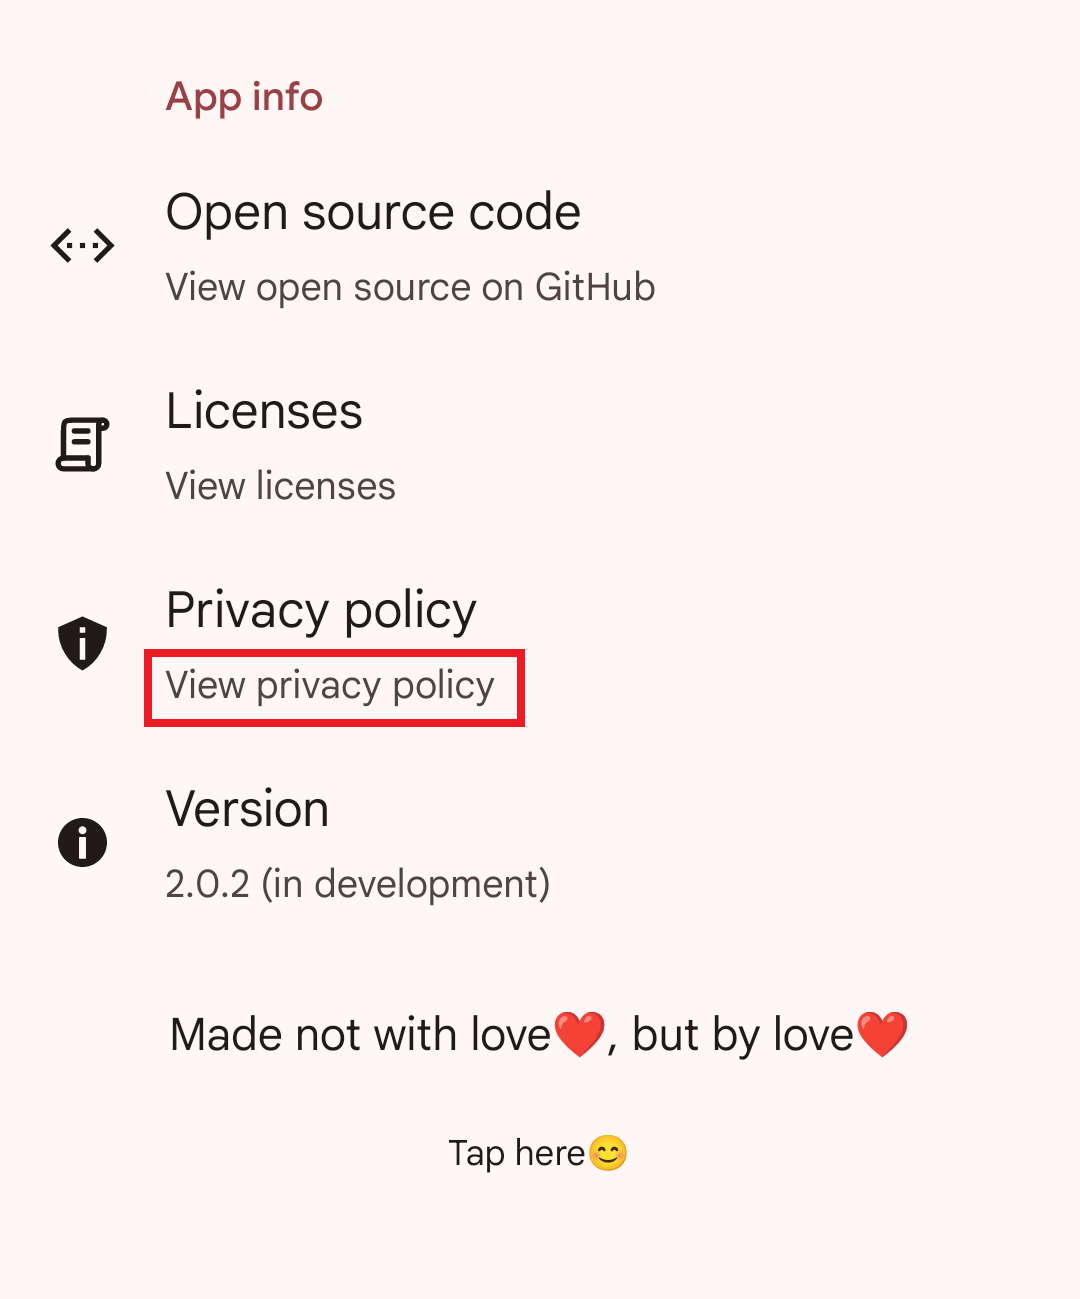 App info
Open source code
View open source on GitHub
Licenses
View licenses
Privacy policy
View privacy policy
Version
2.0.2 (in development)
Made not with love❤️, but by love❤️
Tap here😊